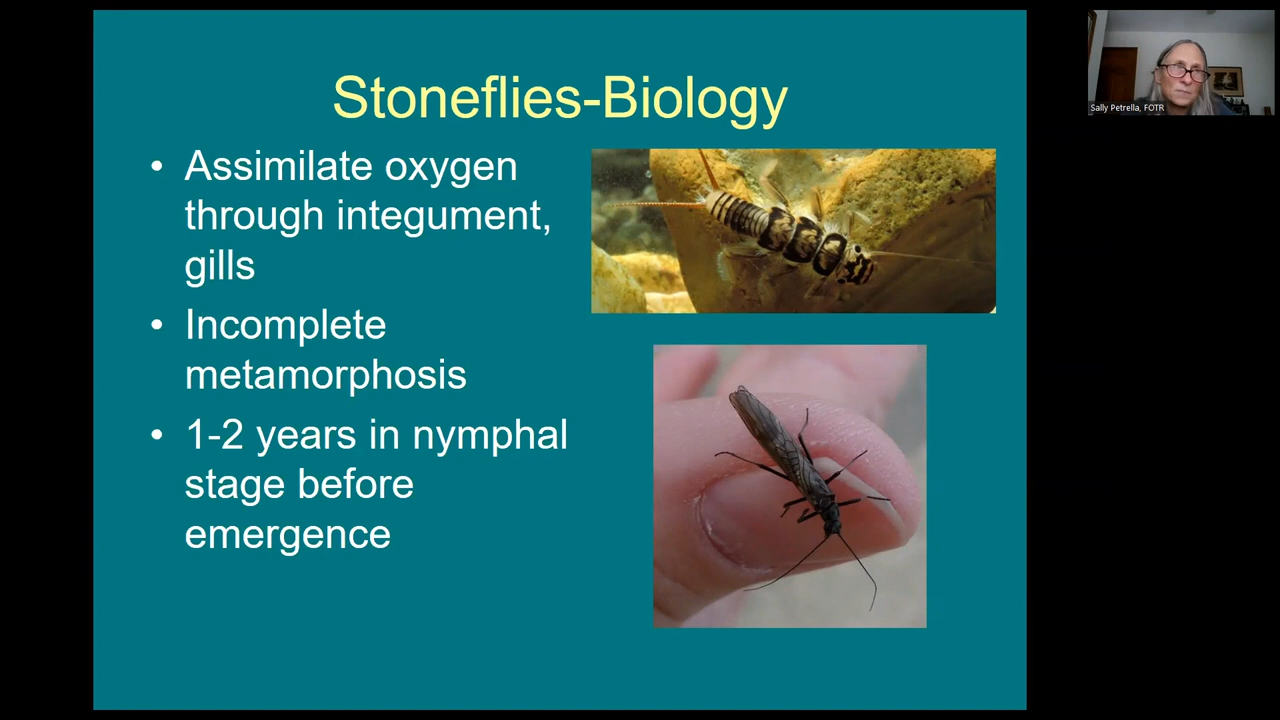 Stoneflies-Biology
• Assimilate oxygen
through integument,
gills
• Incomplete
metamorphosis
• 1-2 years in nymphal
stage before
emergence
Sally Petrella, FOTR